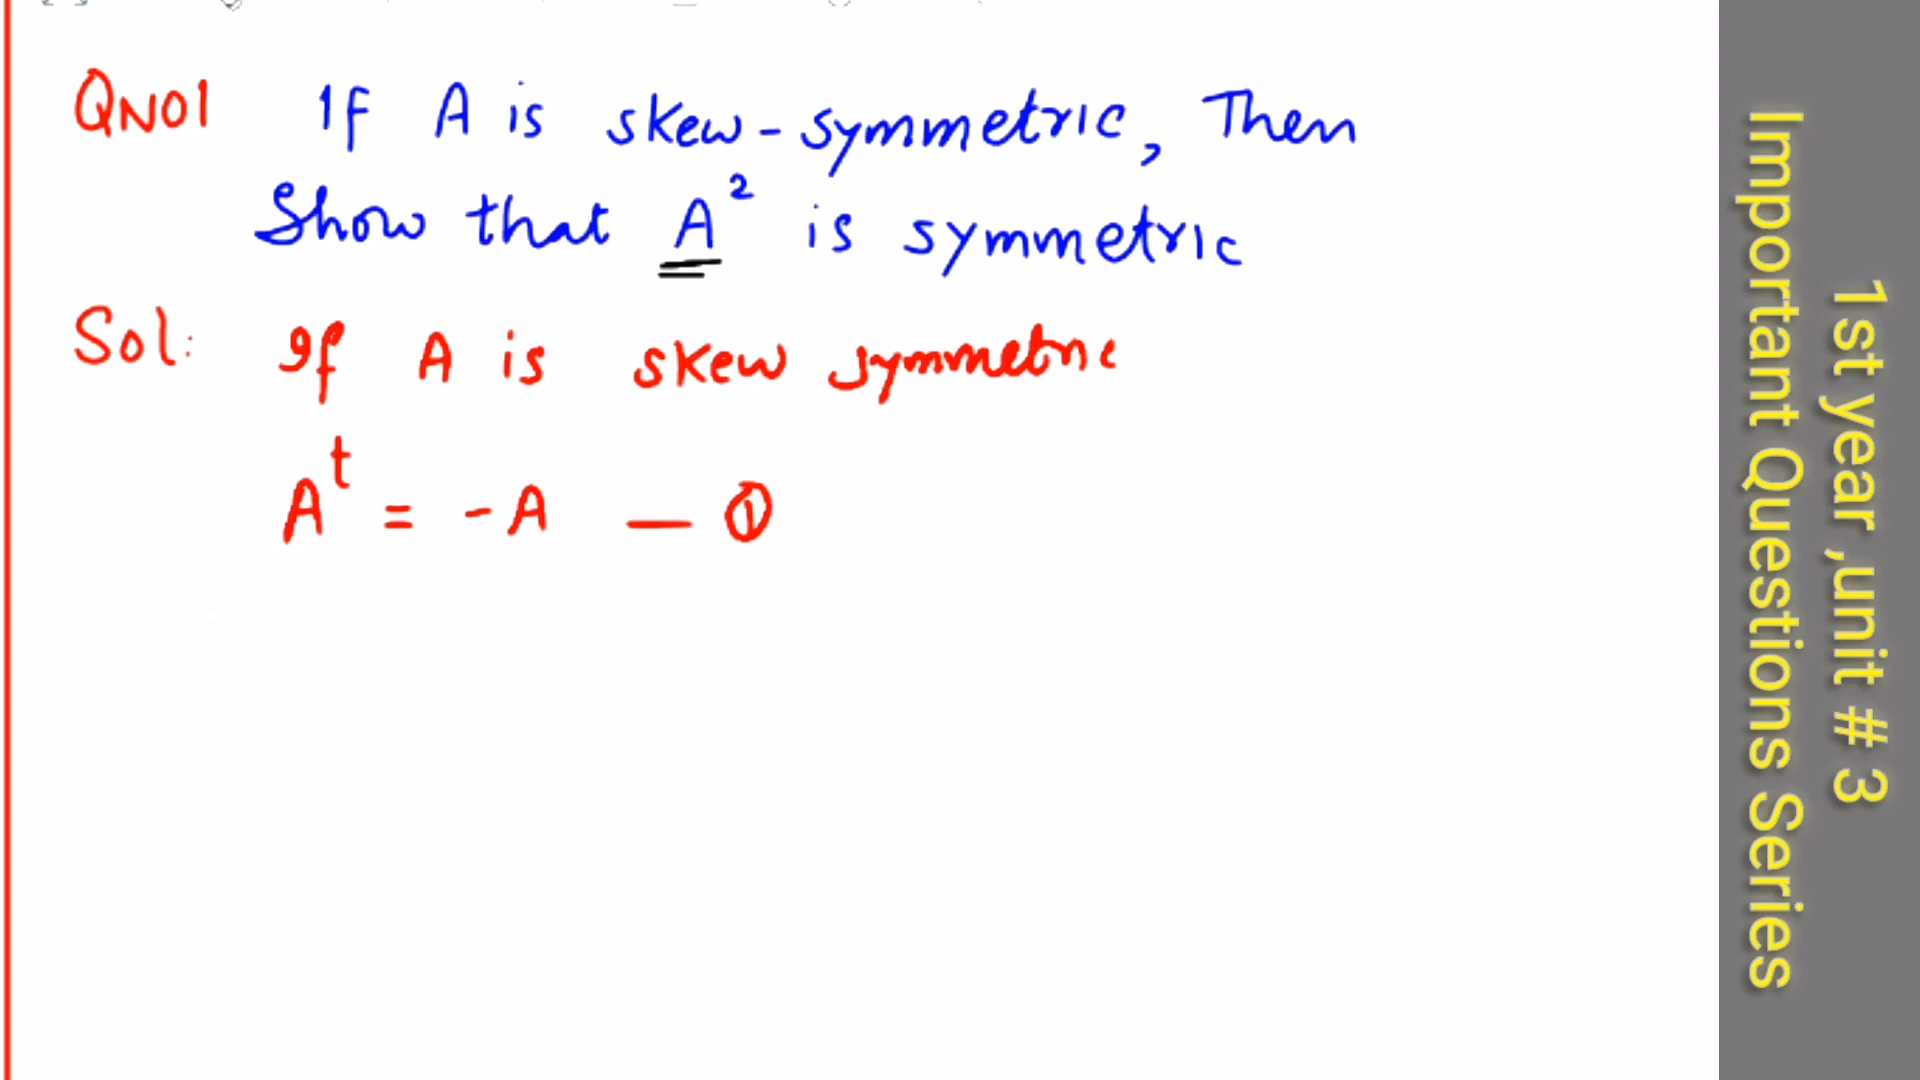 QNO1 If A is skew-symmetric, Then
Show that A² is symmetric
Sol: If A is skew symmetric
Aᵗ = -A — ①
1st year ,unit # 3
Important Questions Series